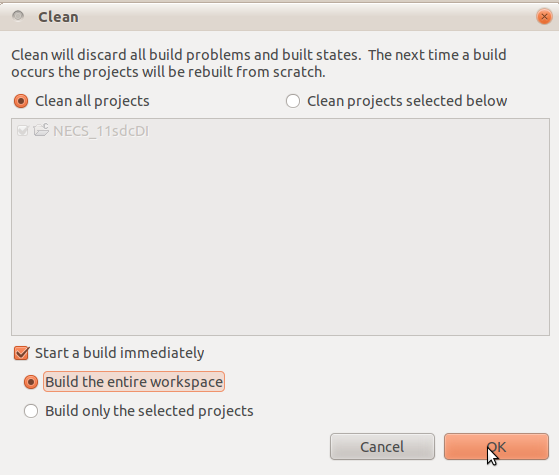 Clean
Clean will discard all build problems and built states.  The next time a build
occurs the projects will be rebuilt from scratch.
Clean all projects
Clean projects selected below
NECS_11sdcDI
Start a build immediately
Build the entire workspace
Build only the selected projects
Cancel
OK